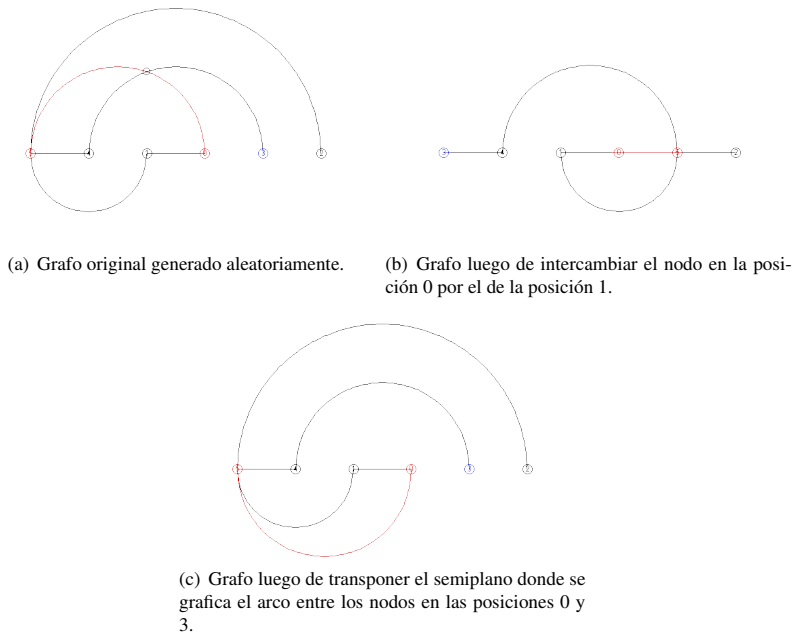 (a) Grafo original generado aleatoriamente.
(b) Grafo luego de intercambiar el nodo en la posi-
ción 0 por el de la posición 1.
(c) Grafo luego de transponer el semiplano donde se
grafica el arco entre los nodos en las posiciones 0 y
3.